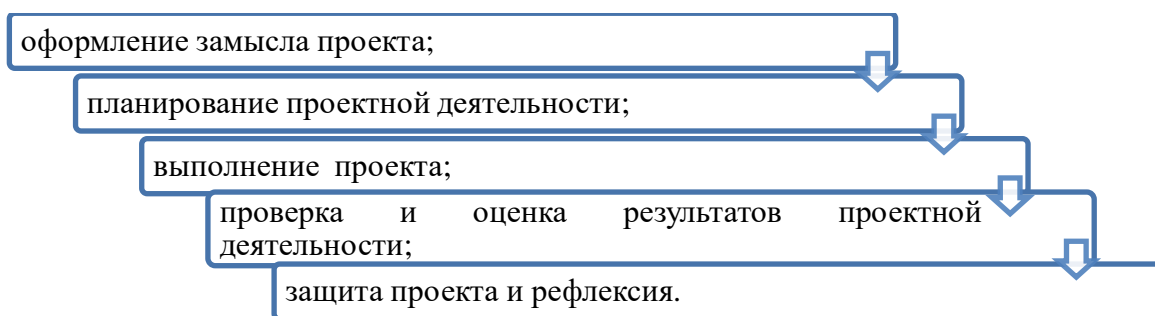 оформление замысла проекта;
планирование проектной деятельности;
выполнение проекта;
проверка и оценка результатов проектной
деятельности;
защита проекта и рефлексия.